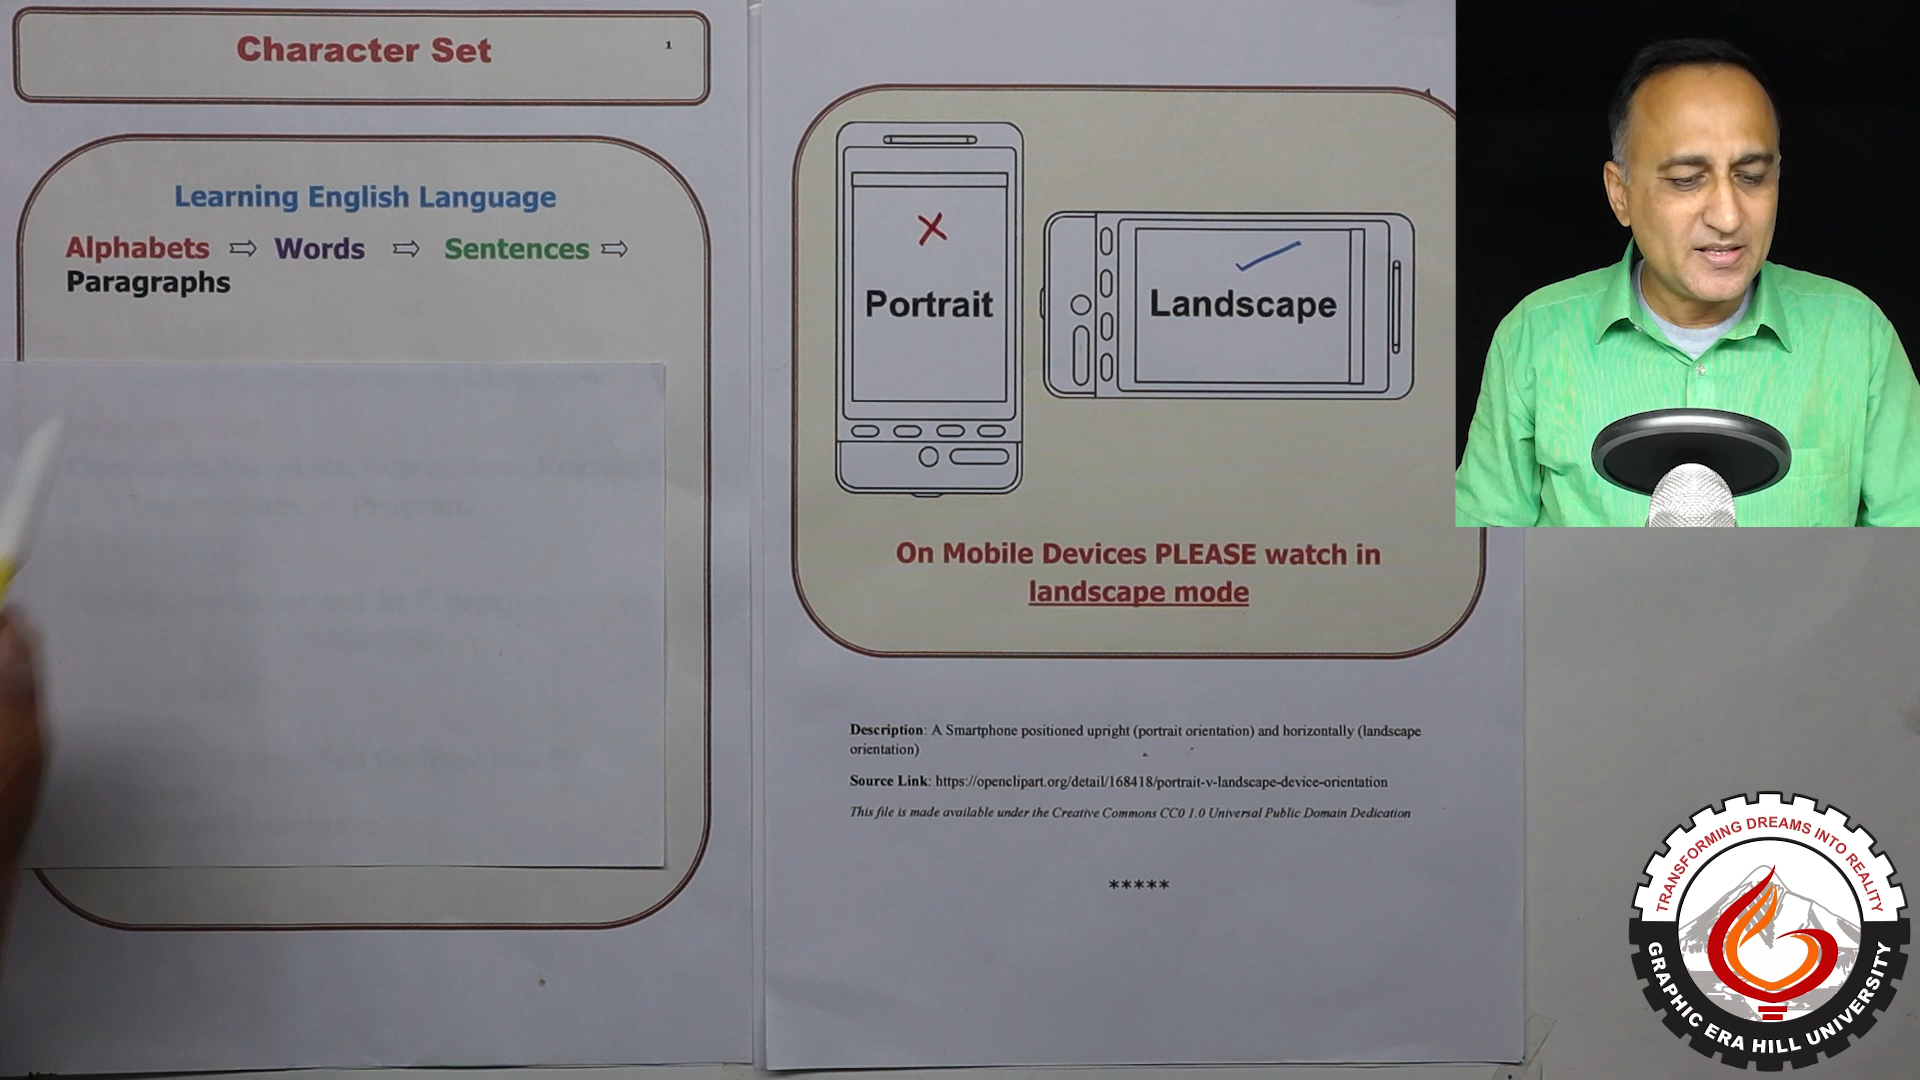 Character Set
1
Learning English Language
Alphabets ⇨ Words ⇨ Sentences ⇨
Paragraphs
Portrait
Landscape
On Mobile Devices PLEASE watch in
landscape mode
Description: A Smartphone positioned upright (portrait orientation) and horizontally (landscape
orientation)
Source Link: https://openclipart.org/detail/168418/portrait-v-landscape-device-orientation
This file is made available under the Creative Commons CC0 1.0 Universal Public Domain Dedication
*****
TRANSFORMING DREAMS INTO REALITY
GRAPHIC ERA HILL UNIVERSITY